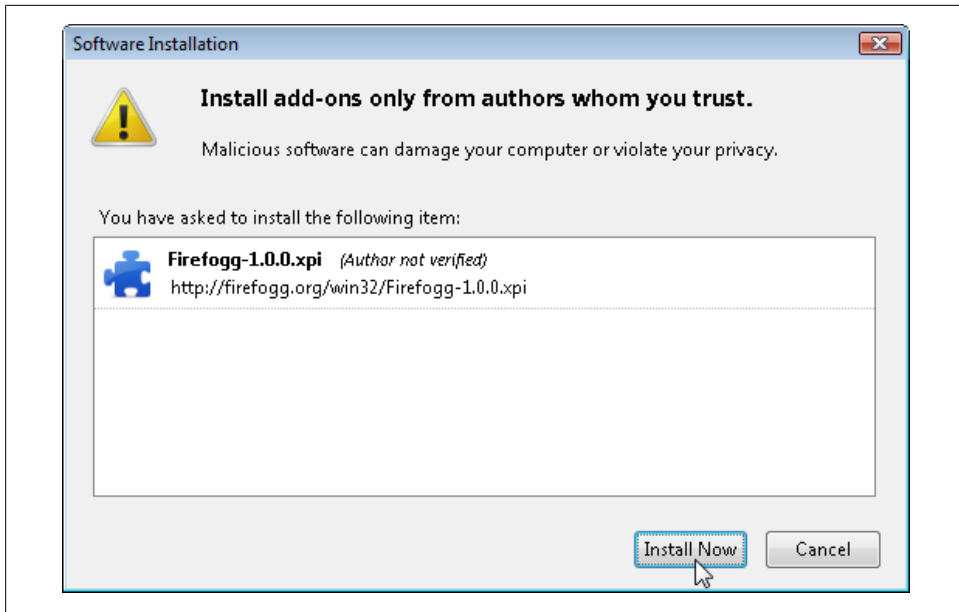 Software Installation
Install add-ons only from authors whom you trust.
Malicious software can damage your computer or violate your privacy.
You have asked to install the following item:
Firefogg-1.0.0.xpi (Author not verified)
http://firefogg.org/win32/Firefogg-1.0.0.xpi
Install Now Cancel